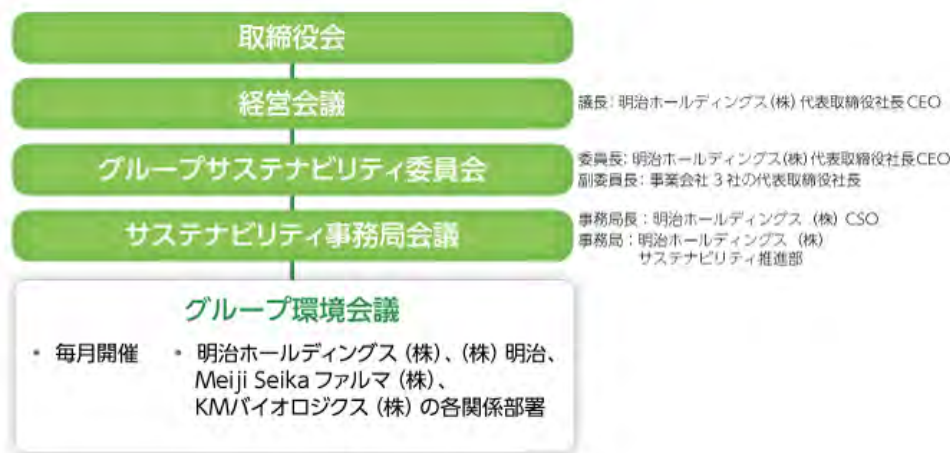 取締役会
経営会議
議長：明治ホールディングス（株）代表取締役社長CEO
グループサステナビリティ委員会
委員長：明治ホールディングス（株）代表取締役社長CEO
副委員長：事業会社3社の代表取締役社長
サステナビリティ事務局会議
事務局長：明治ホールディングス （株） CSO
事務局：明治ホールディングス （株）
サステナビリティ推進部
グループ環境会議
• 毎月開催
• 明治ホールディングス（株）、（株）明治、
Meiji Seika ファルマ（株）、
KMバイオロジクス（株）の各関係部署